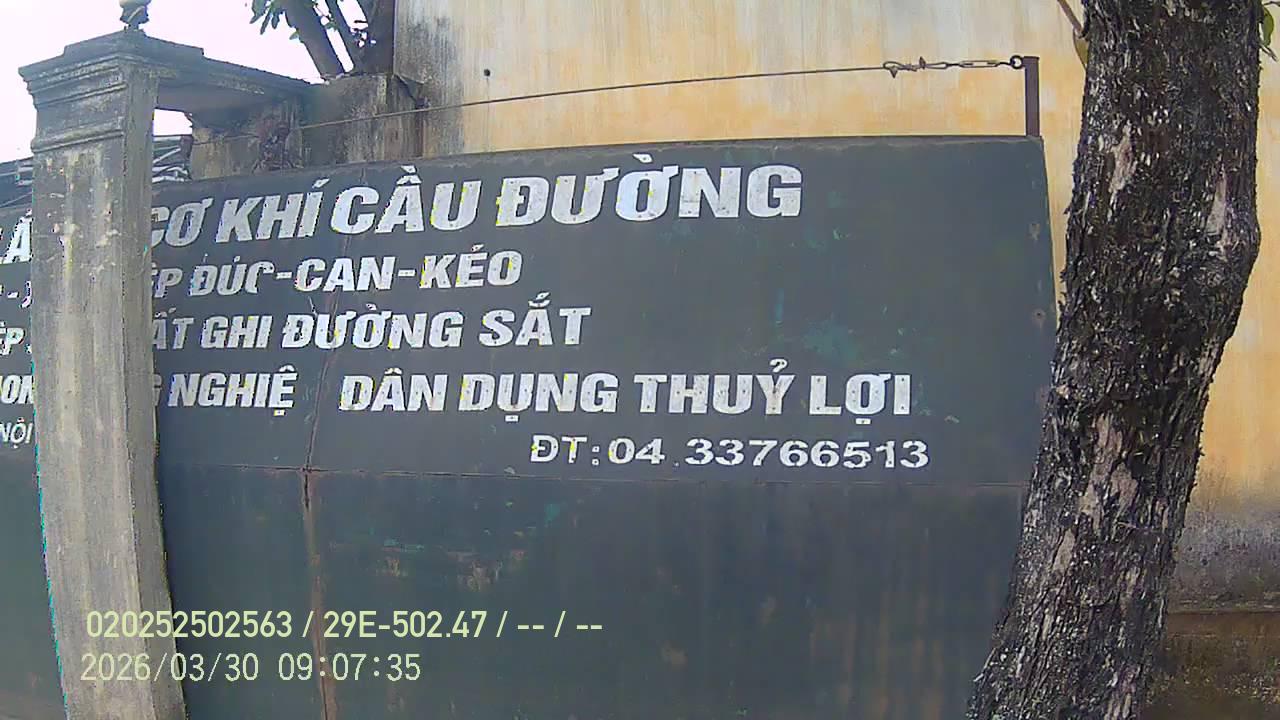 CƠ KHÍ CẦU ĐƯỜNG
ĐÚC-CAN-KÉO
GHI ĐƯỜNG SẮT
NGHIỆ DÂN DỤNG THUỶ LỢI
NỘI
ĐT:04.33766513
020252502563 / 29E-502.47 / -- / --
2026/03/30 09:07:35